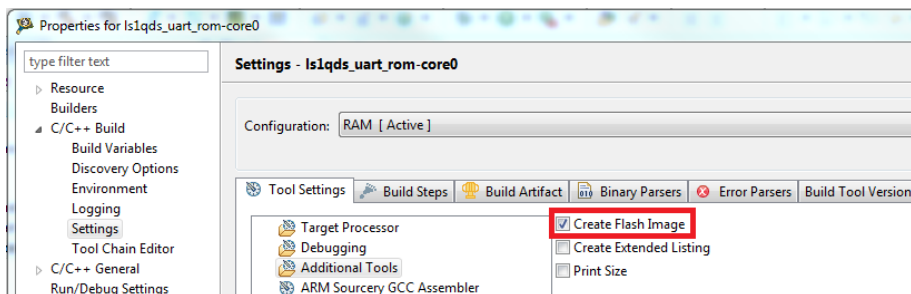 Properties for ls1qds_uart_rom-core0
type filter text
Resource
Builders
C/C++ Build
Build Variables
Discovery Options
Environment
Logging
Settings
Tool Chain Editor
C/C++ General
Run/Debug Settings
Settings - ls1qds_uart_rom-core0
Configuration: RAM [ Active ]
Tool Settings Build Steps Build Artifact Binary Parsers Error Parsers Build Tool Version
Target Processor
Debugging
Additional Tools
ARM Sourcery GCC Assembler
Create Flash Image
Create Extended Listing
Print Size